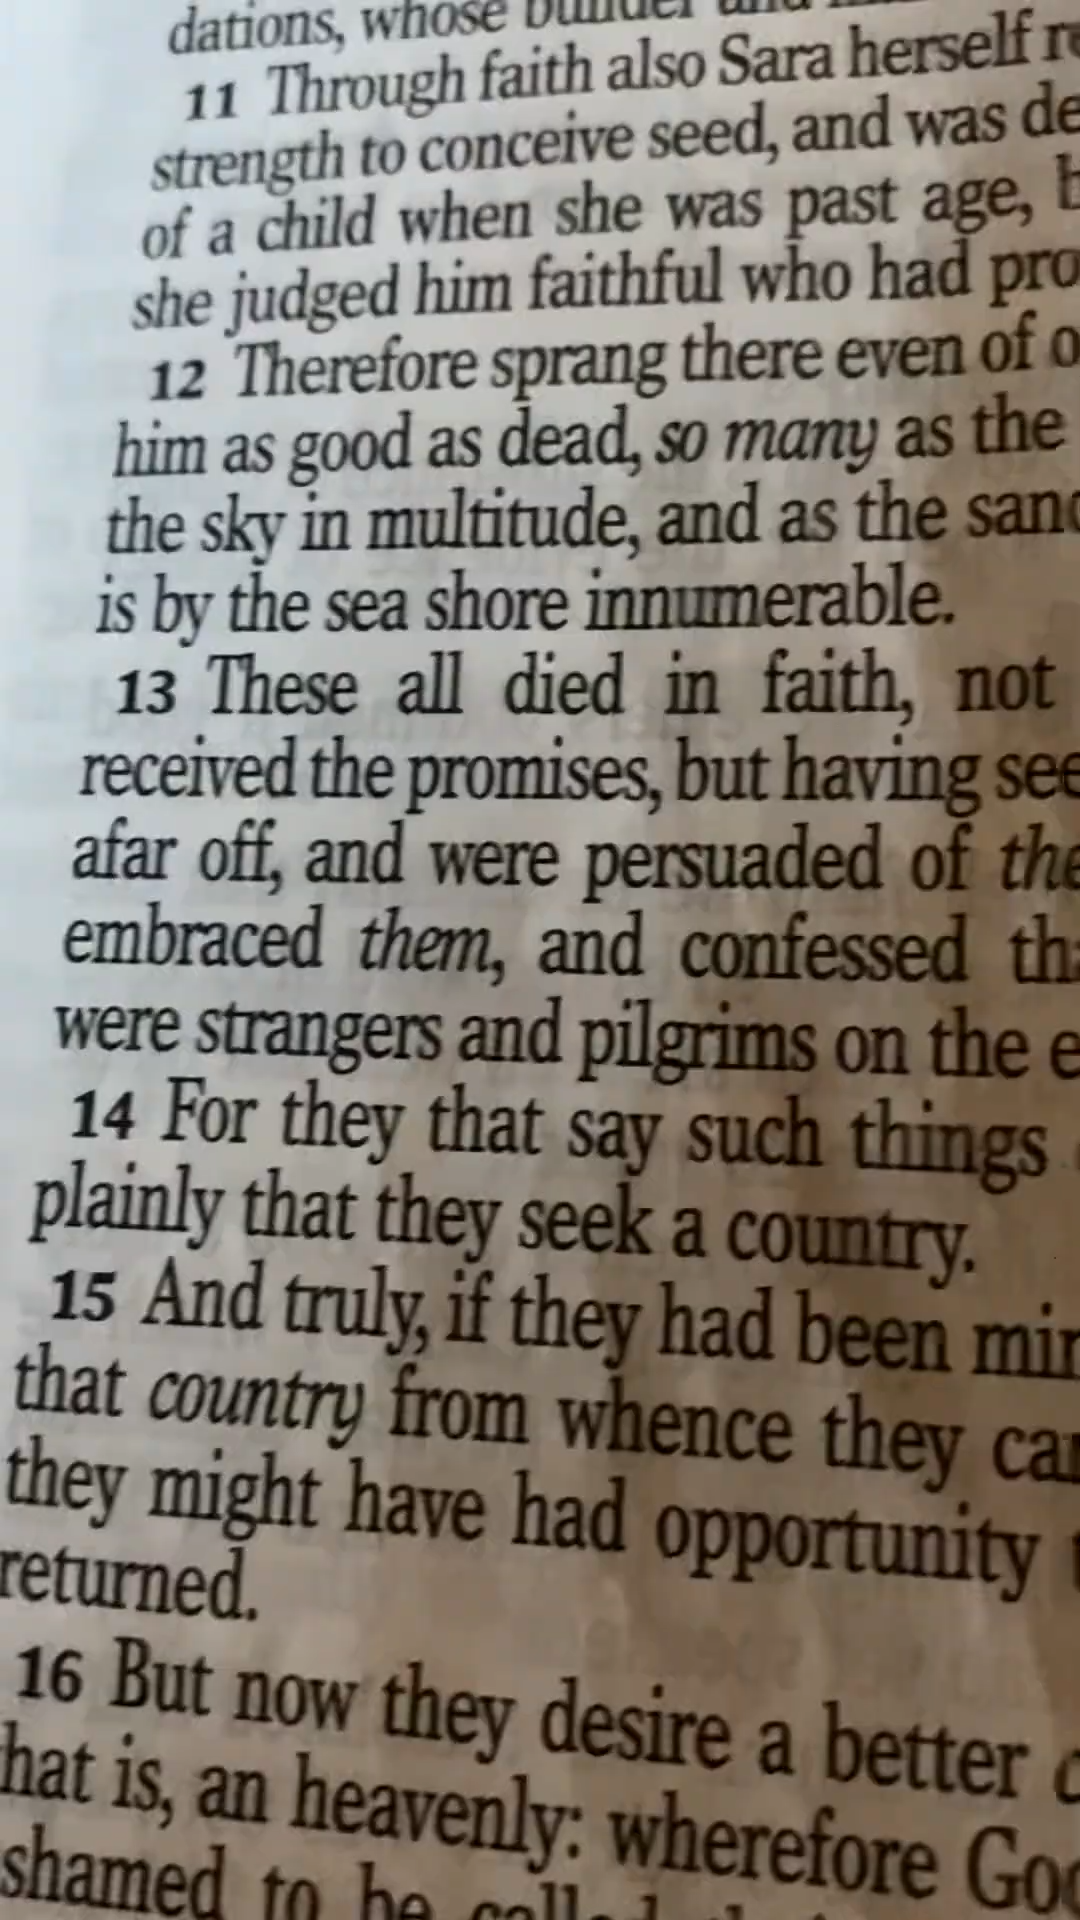 dations, whose builder and
11 Through faith also Sara herself
strength to conceive seed, and was
of a child when she was past age,
she judged him faithful who had
12 Therefore sprang there even of
him as good as dead, so many as the
the sky in multitude, and as the
is by the sea shore innumerable.
13 These all died in faith, not
received the promises, but having
afar off, and were persuaded of
embraced them, and confessed
were strangers and pilgrims on the
14 For they that say such things
plainly that they seek a country.
15 And truly, if they had been
that country from whence they
they might have had opportunity
returned.
16 But now they desire a better
hat is, an heavenly: wherefore God
shamed to be called